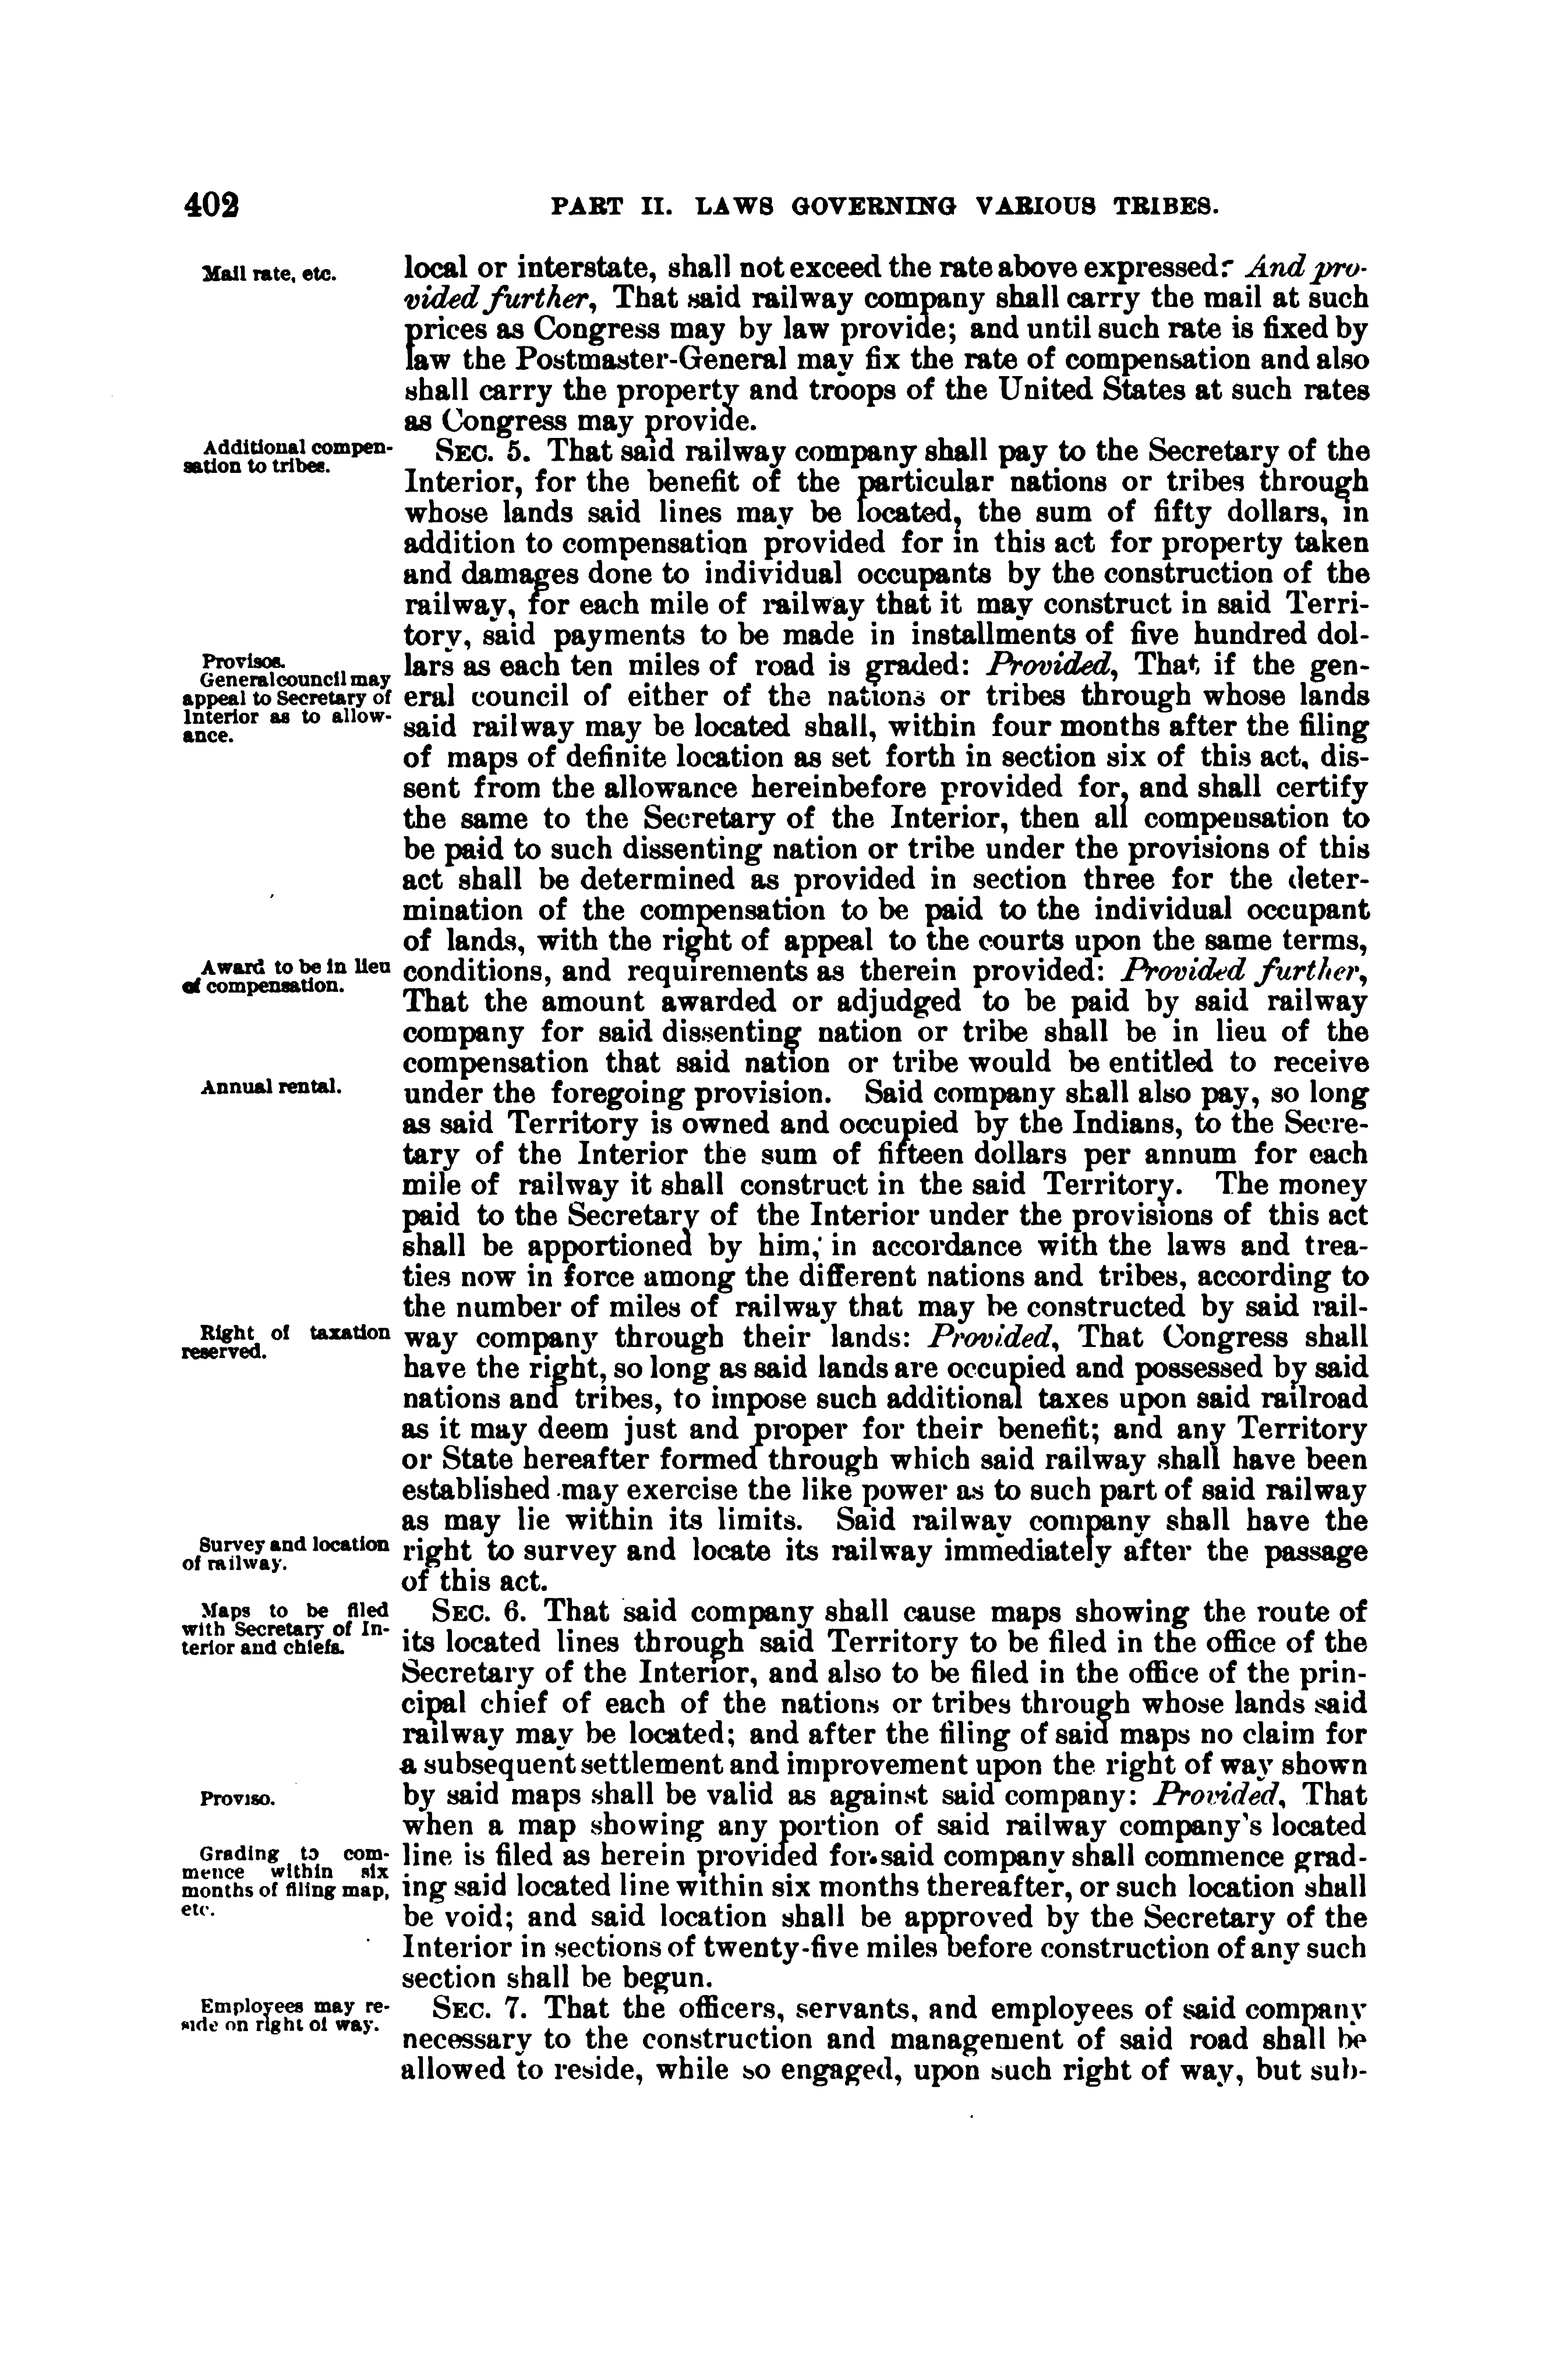 402
PART II. LAWS GOVERNING VARIOUS TRIBES.
Mail rate, etc.
local or interstate, shall not exceed the rate above expressed: And pro-
vided further, That said railway company shall carry the mail at such
prices as Congress may by law provide; and until such rate is fixed by
law the Postmaster-General may fix the rate of compensation and also
shall carry the property and troops of the United States at such rates
as Congress may provide.
Additional compen-
sation to tribes.
SEC. 5. That said railway company shall pay to the Secretary of the
Interior, for the benefit of the particular nations or tribes through
whose lands said lines may be located, the sum of fifty dollars, in
addition to compensation provided for in this act for property taken
and damages done to individual occupants by the construction of the
railway, for each mile of railway that it may construct in said Terri-
tory, said payments to be made in installments of five hundred dol-
Provisos.
General council may
appeal to Secretary of
Interior as to allow-
ance.
lars as each ten miles of road is graded: Provided, That if the gen-
eral council of either of the nations or tribes through whose lands
said railway may be located shall, within four months after the filing
of maps of definite location as set forth in section six of this act, dis-
sent from the allowance hereinbefore provided for, and shall certify
the same to the Secretary of the Interior, then all compensation to
be paid to such dissenting nation or tribe under the provisions of this
act shall be determined as provided in section three for the deter-
mination of the compensation to be paid to the individual occupant
of lands, with the right of appeal to the courts upon the same terms,
Award to be in lieu
of compensation.
conditions, and requirements as therein provided: Provided further,
That the amount awarded or adjudged to be paid by said railway
company for said dissenting nation or tribe shall be in lieu of the
compensation that said nation or tribe would be entitled to receive
Annual rental.
under the foregoing provision. Said company shall also pay, so long
as said Territory is owned and occupied by the Indians, to the Secre-
tary of the Interior the sum of fifteen dollars per annum for each
mile of railway it shall construct in the said Territory. The money
paid to the Secretary of the Interior under the provisions of this act
shall be apportioned by him, in accordance with the laws and trea-
ties now in force among the different nations and tribes, according to
the number of miles of railway that may be constructed by said rail-
Right of taxation
reserved.
way company through their lands: Provided, That Congress shall
have the right, so long as said lands are occupied and possessed by said
nations and tribes, to impose such additional taxes upon said railroad
as it may deem just and proper for their benefit; and any Territory
or State hereafter formed through which said railway shall have been
established may exercise the like power as to such part of said railway
as may lie within its limits. Said railway company shall have the
Survey and location
of railway.
right to survey and locate its railway immediately after the passage
of this act.
Maps to be filed
with Secretary of In-
terior and chiefs.
SEC. 6. That said company shall cause maps showing the route of
its located lines through said Territory to be filed in the office of the
Secretary of the Interior, and also to be filed in the office of the prin-
cipal chief of each of the nations or tribes through whose lands said
railway may be located; and after the filing of said maps no claim for
a subsequent settlement and improvement upon the right of way shown
Proviso.
by said maps shall be valid as against said company: Provided, That
when a map showing any portion of said railway company's located
Grading to com-
mence within six
months of filing map,
etc.
line is filed as herein provided for said company shall commence grad-
ing said located line within six months thereafter, or such location shall
be void; and said location shall be approved by the Secretary of the
Interior in sections of twenty-five miles before construction of any such
section shall be begun.
Employees may re-
side on right of way.
SEC. 7. That the officers, servants, and employees of said company
necessary to the construction and management of said road shall be
allowed to reside, while so engaged, upon such right of way, but sub-